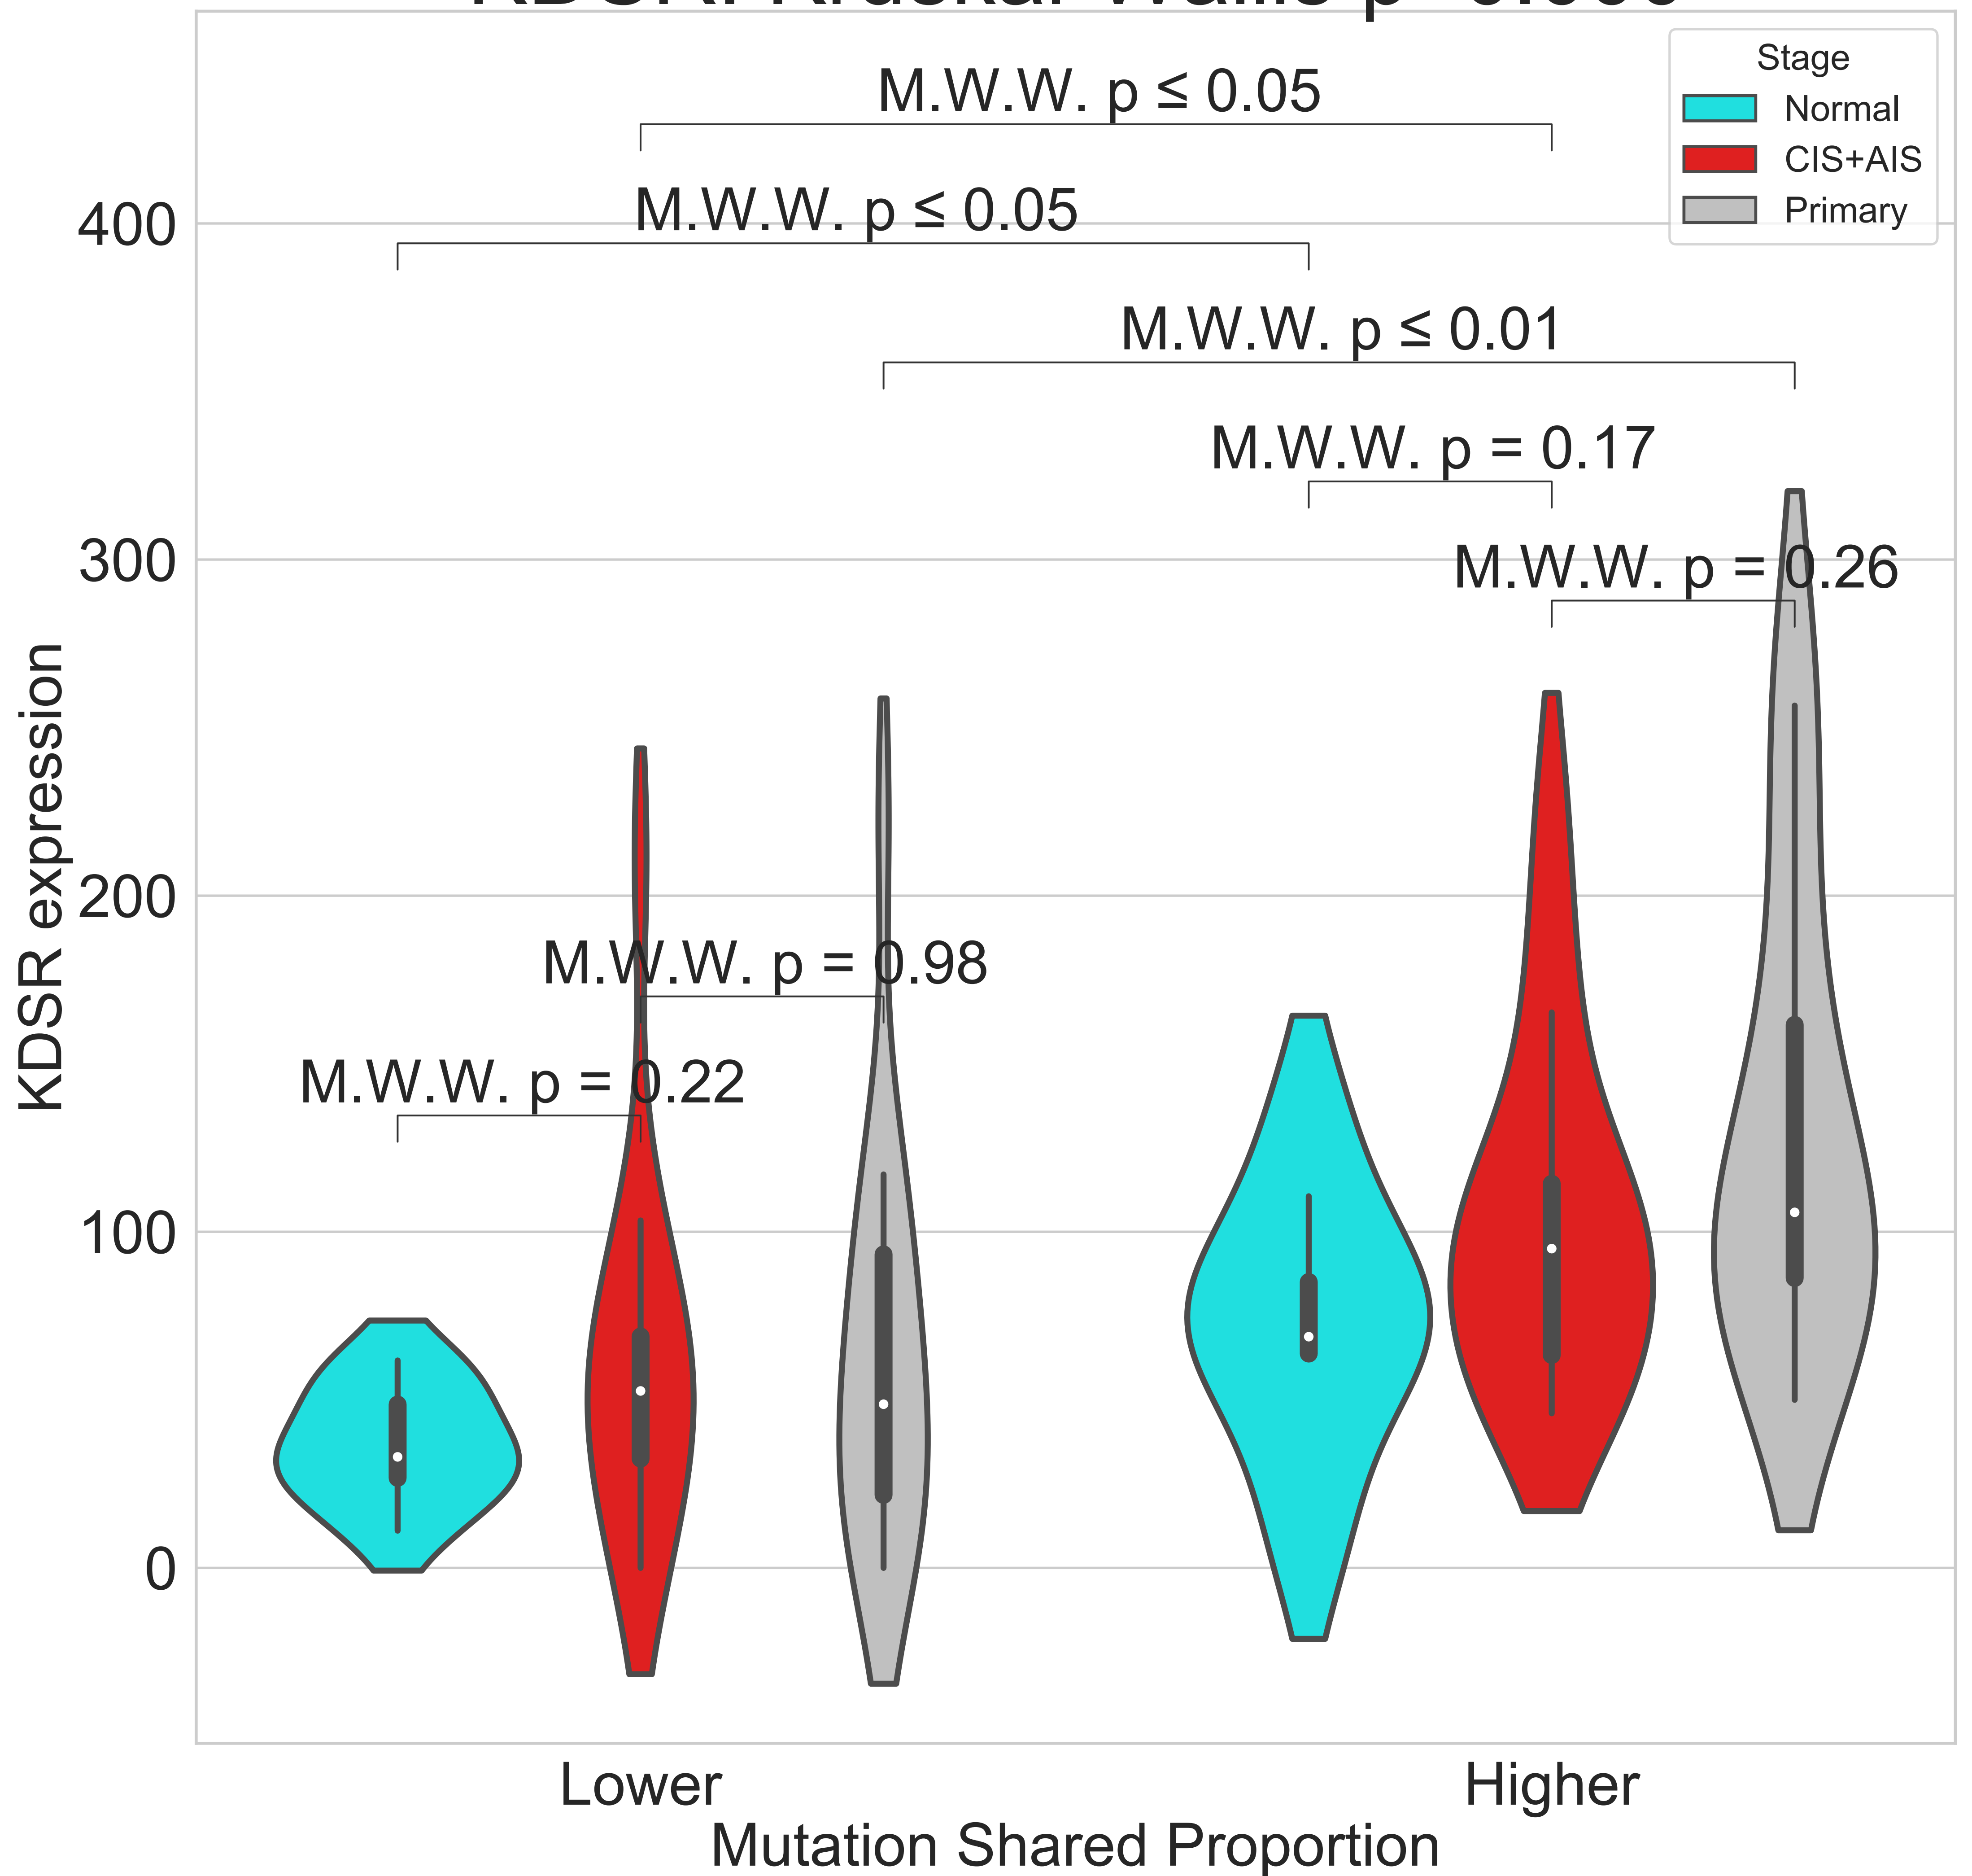 Stage
Normal
CIS+AIS
Primary
M.W.W. p ≤ 0.05
M.W.W. p ≤ 0.05
M.W.W. p ≤ 0.01
M.W.W. p = 0.17
M.W.W. p = 0.26
M.W.W. p = 0.98
M.W.W. p = 0.22
400
300
200
100
0
KDSR expression
Lower
Higher
Mutation Shared Proportion